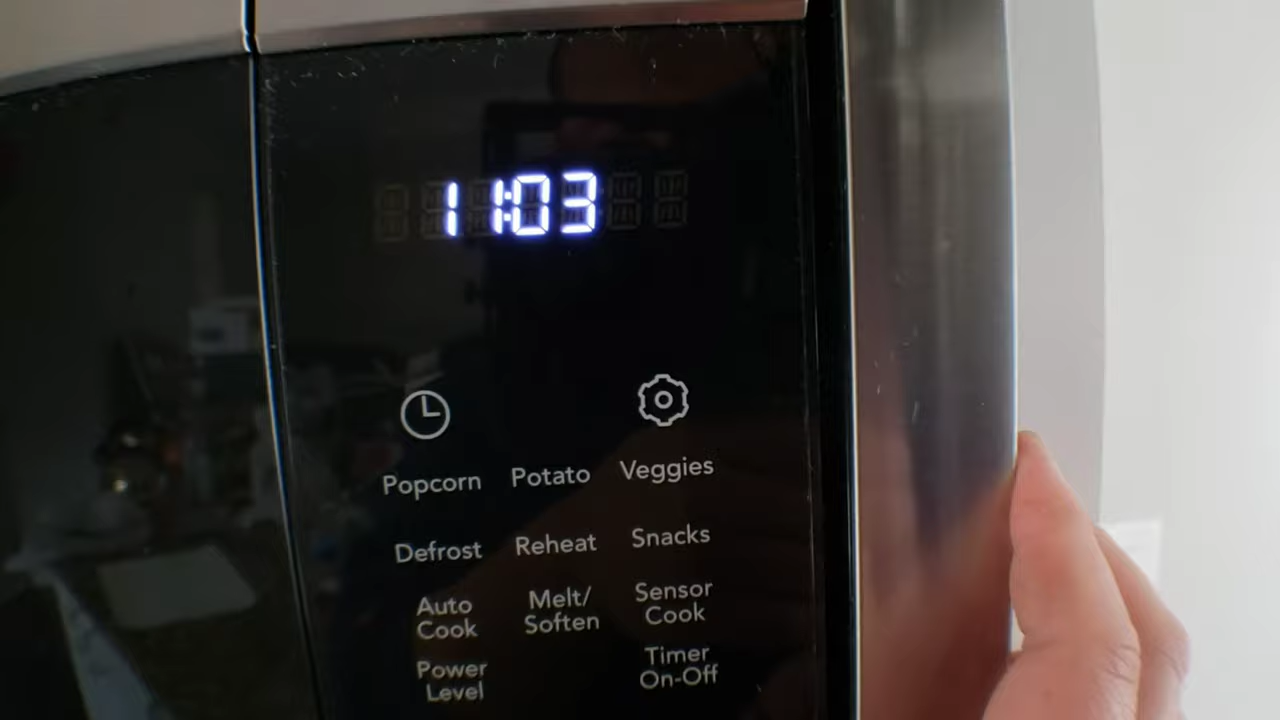 11:03
Popcorn Potato Veggies
Defrost Reheat Snacks
Auto Cook Melt/ Soften Sensor Cook
Power Level Timer On-Off